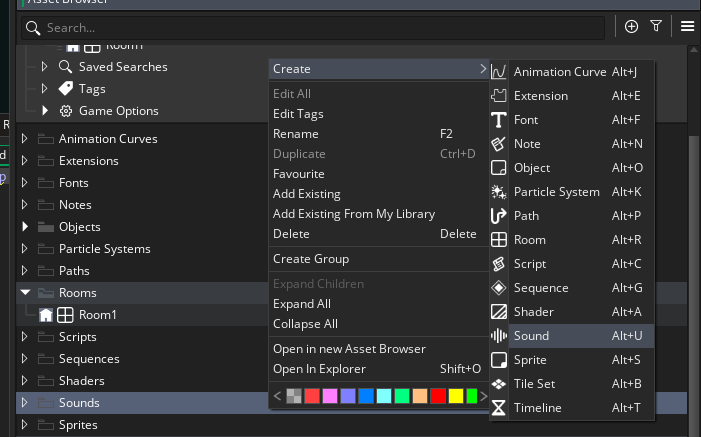 Asset Browser
Search...
Room1
Saved Searches
Tags
Game Options
Animation Curves
Extensions
Fonts
Notes
Objects
Particle Systems
Paths
Rooms
Room1
Scripts
Sequences
Shaders
Sounds
Sprites
Create
Edit All
Edit Tags
Rename F2
Duplicate Ctrl+D
Favourite
Add Existing
Add Existing From My Library
Delete Delete
Create Group
Expand Children
Expand All
Collapse All
Open in new Asset Browser
Open In Explorer Shift+O
Animation Curve Alt+J
Extension Alt+E
Font Alt+F
Note Alt+N
Object Alt+O
Particle System Alt+K
Path Alt+P
Room Alt+R
Script Alt+C
Sequence Alt+G
Shader Alt+A
Sound Alt+U
Sprite Alt+S
Tile Set Alt+B
Timeline Alt+T